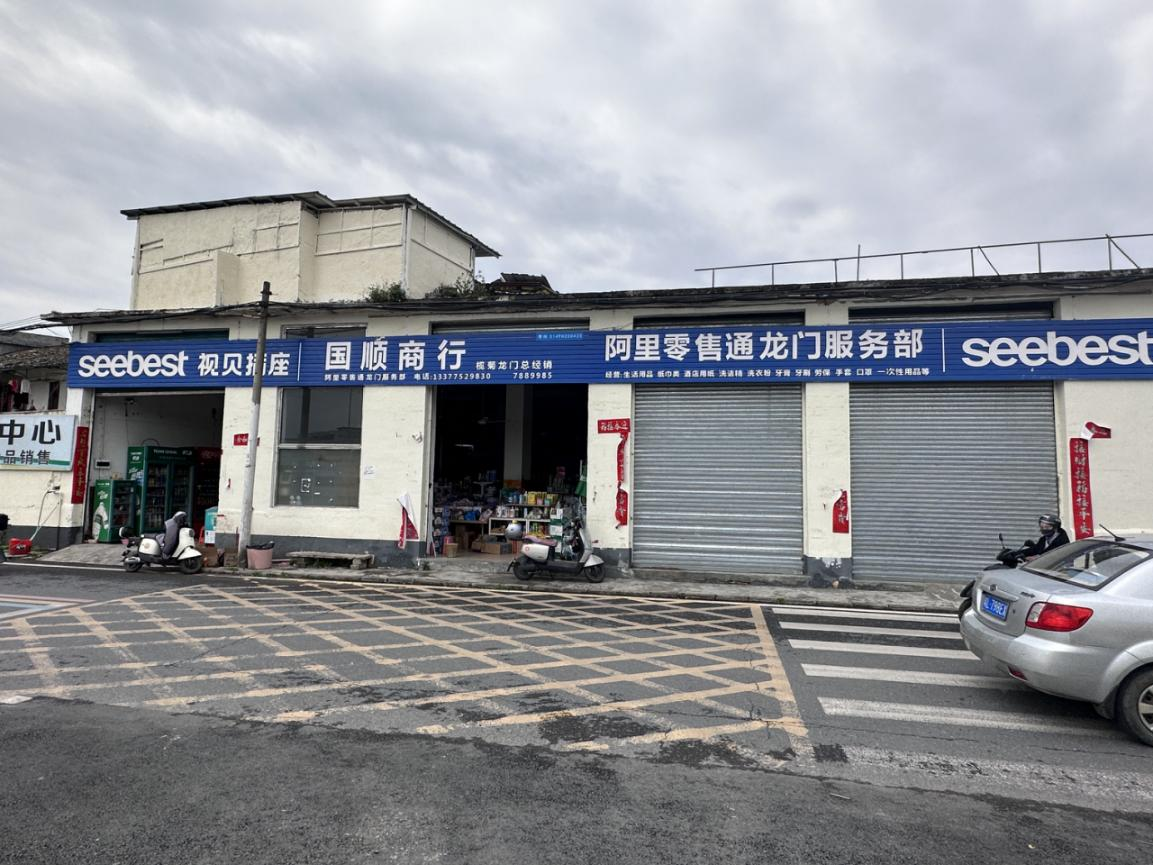 seebest 视贝插座
国顺商行
榄菊龙门总经销
阿里零售通龙门服务部 电话:13377529830 7889985
阿里零售通龙门服务部
经营:生活用品 纸巾类 酒店用纸 洗洁精 洗衣粉 牙膏 牙刷 劳保 手套 口罩 一次性用品等
seebest
中心
品销售